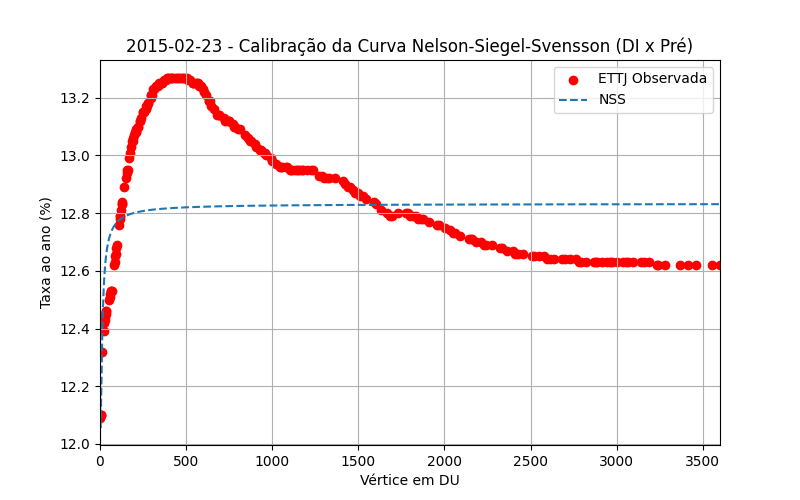 2015-02-23 - Calibração da Curva Nelson-Siegel-Svensson (DI x Pré)
ETTJ Observada
NSS
Taxa ao ano (%)
13.2
13.0
12.8
12.6
12.4
12.2
12.0
0 500 1000 1500 2000 2500 3000 3500
Vértice em DU